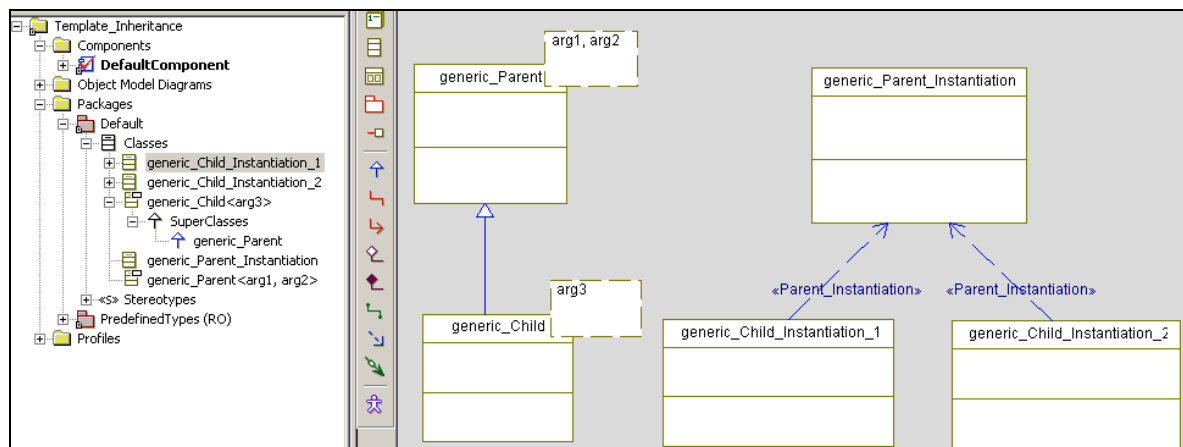 Template_Inheritance
Components
DefaultComponent
Object Model Diagrams
Packages
Default
Classes
generic_Child_Instantiation_1
generic_Child_Instantiation_2
generic_Child<arg3>
SuperClasses
generic_Parent
generic_Parent_Instantiation
generic_Parent<arg1, arg2>
«S» Stereotypes
PredefinedTypes (RO)
Profiles
arg1, arg2
generic_Parent
generic_Parent_Instantiation
«Parent_Instantiation» «Parent_Instantiation»
arg3
generic_Child
generic_Child_Instantiation_1
generic_Child_Instantiation_2